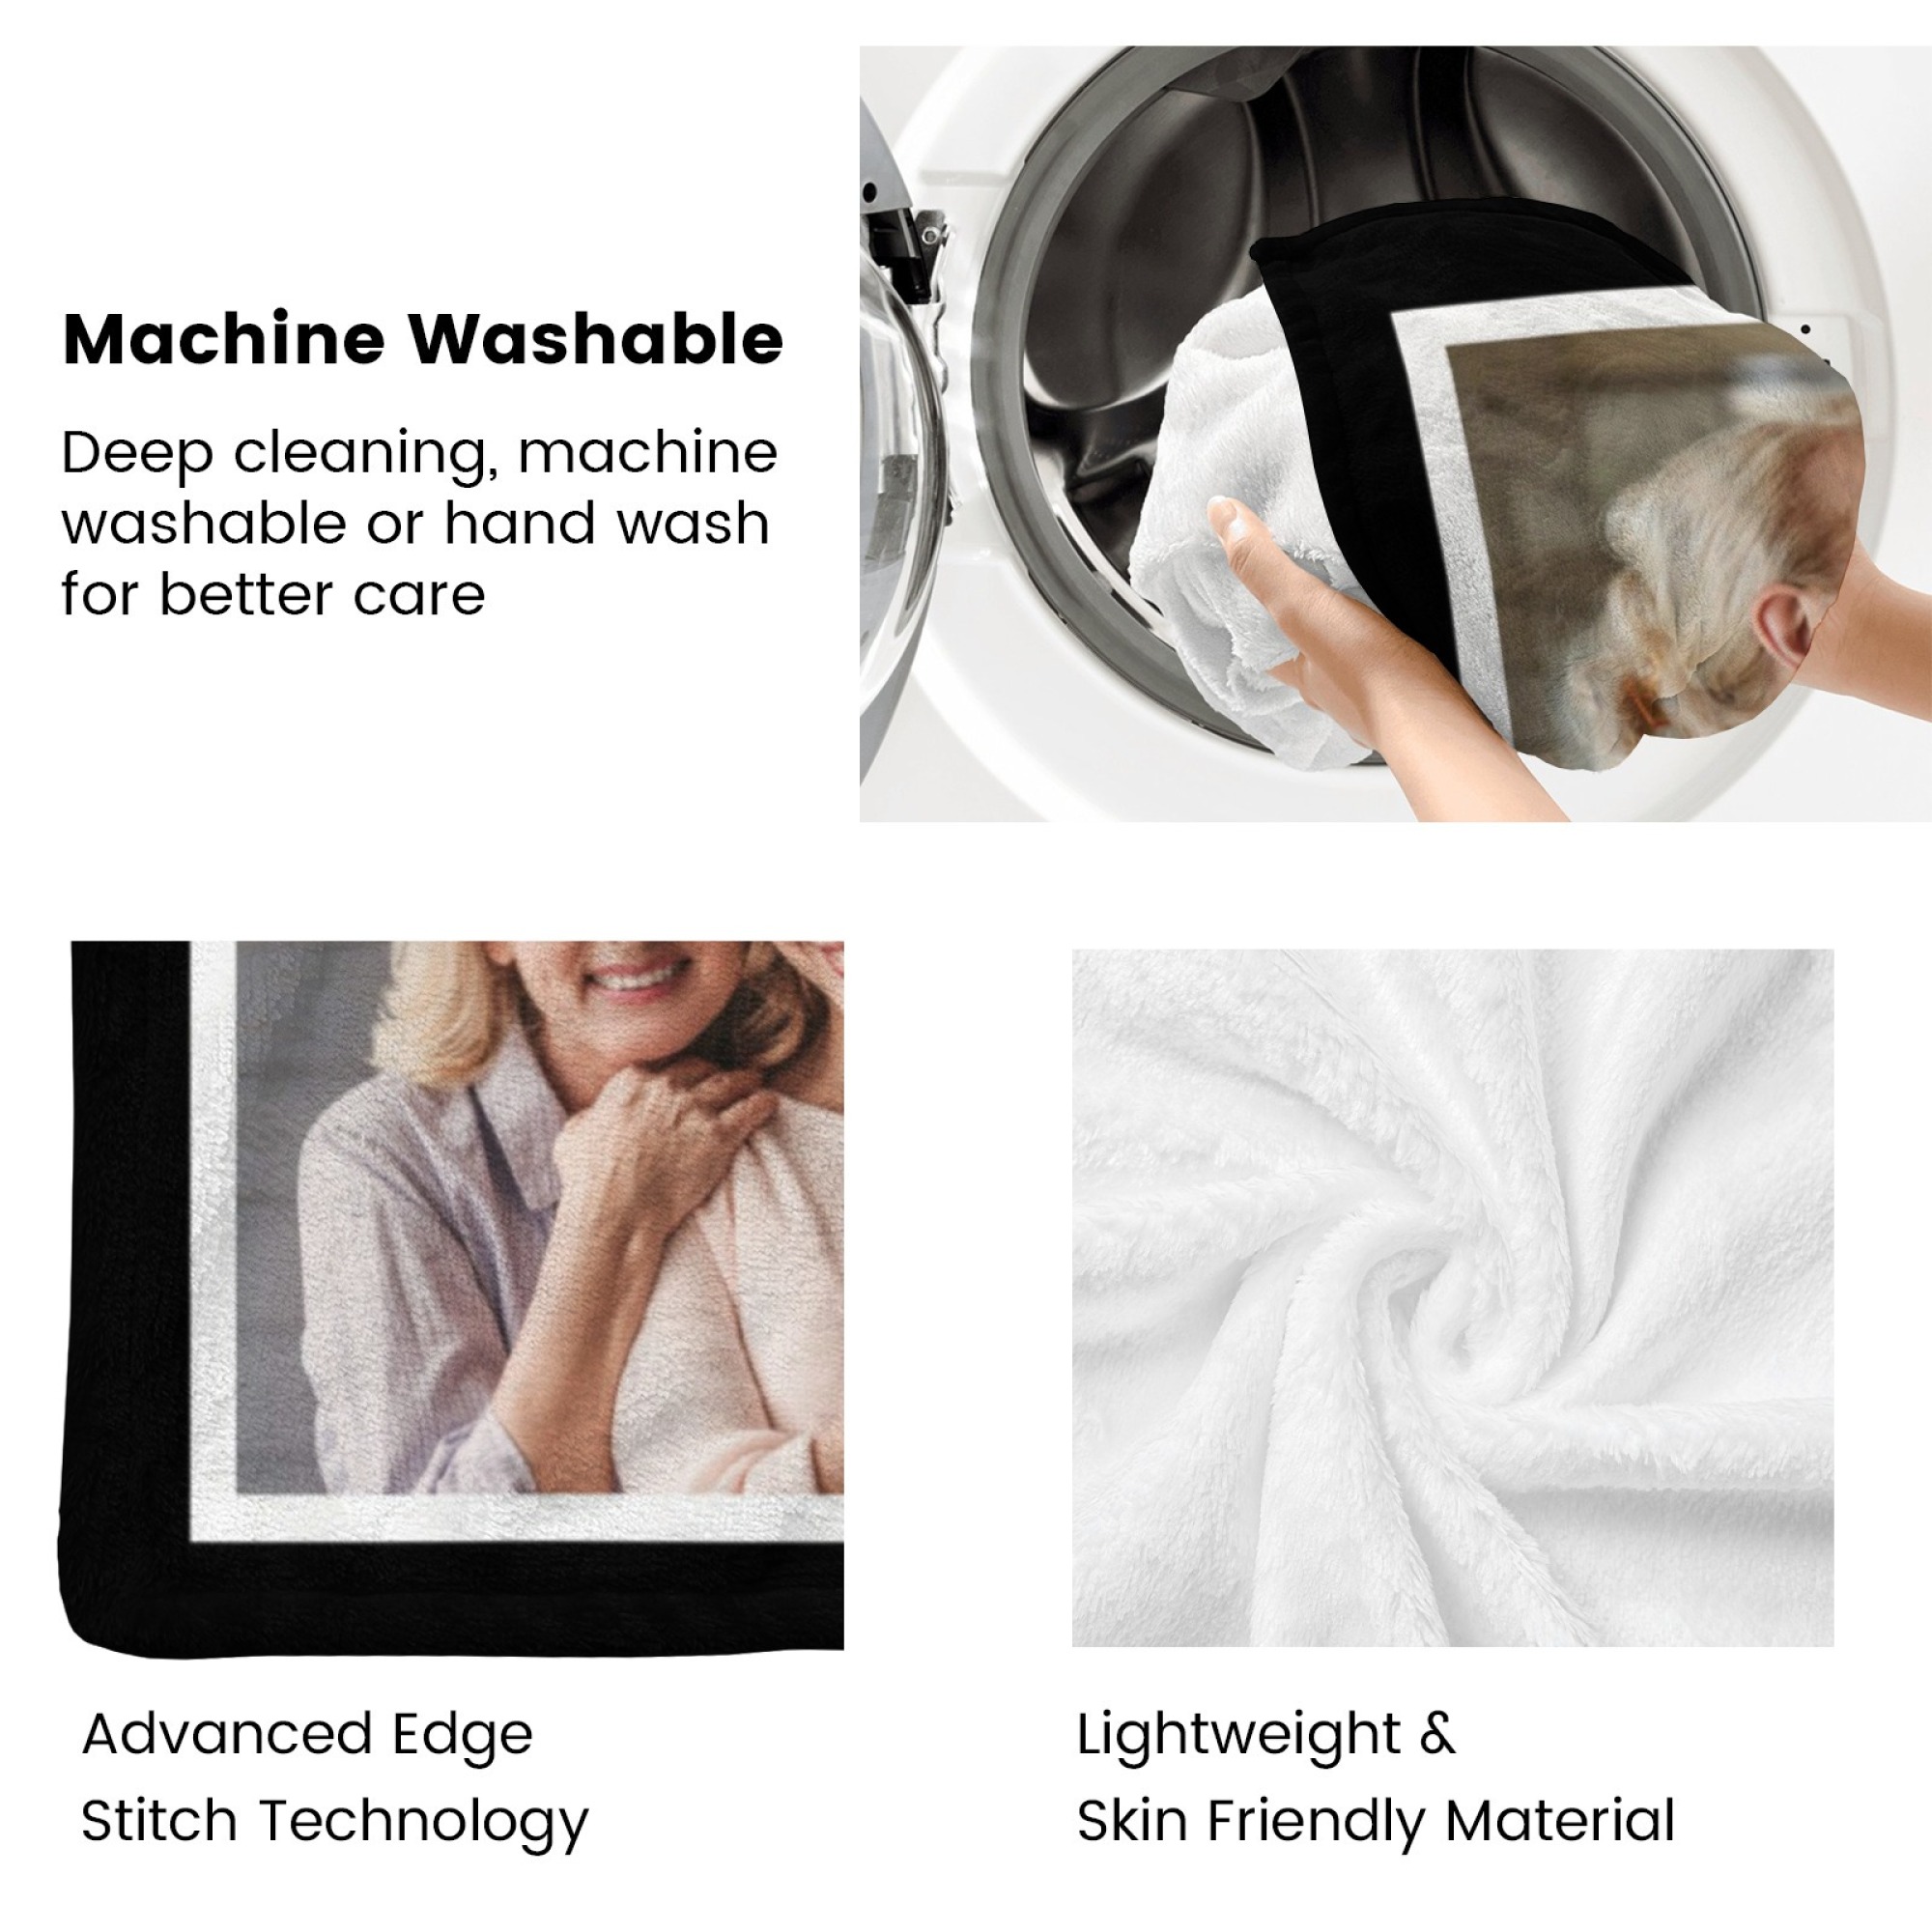 Machine Washable
Deep cleaning, machine
washable or hand wash
for better care
Advanced Edge
Stitch Technology
Lightweight &
Skin Friendly Material